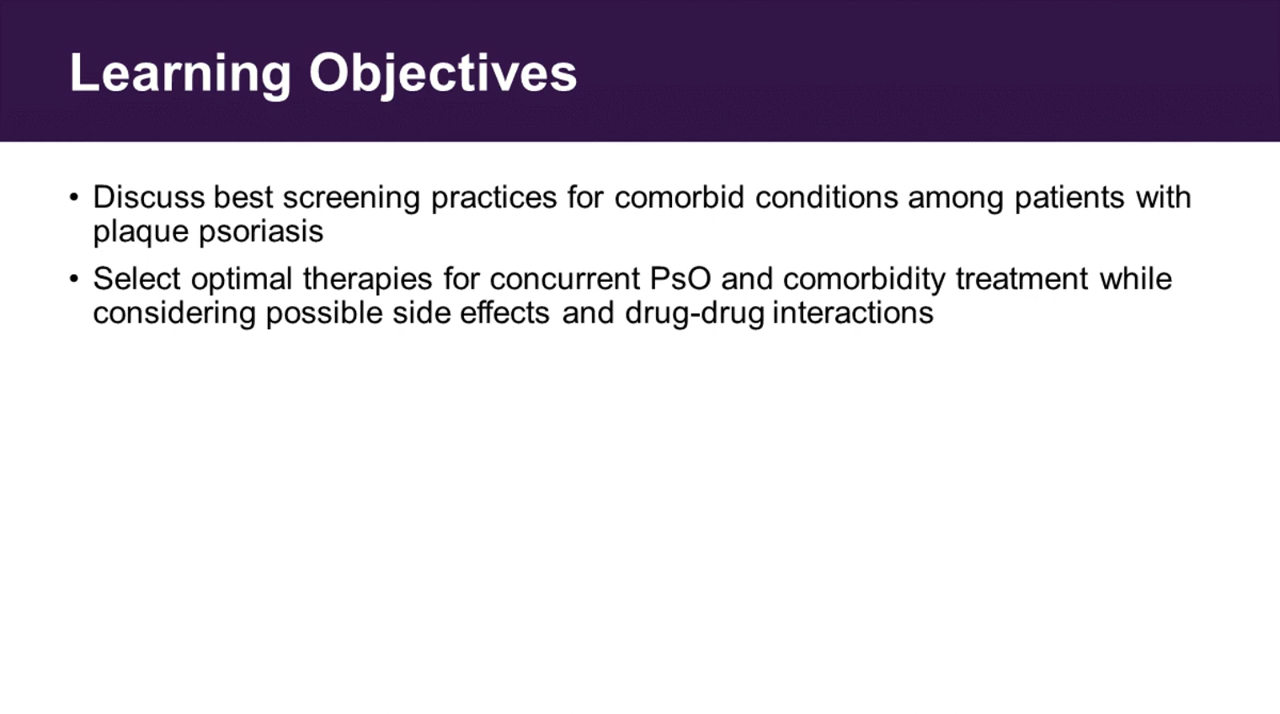 Learning Objectives
• Discuss best screening practices for comorbid conditions among patients with
plaque psoriasis
• Select optimal therapies for concurrent PsO and comorbidity treatment while
considering possible side effects and drug-drug interactions